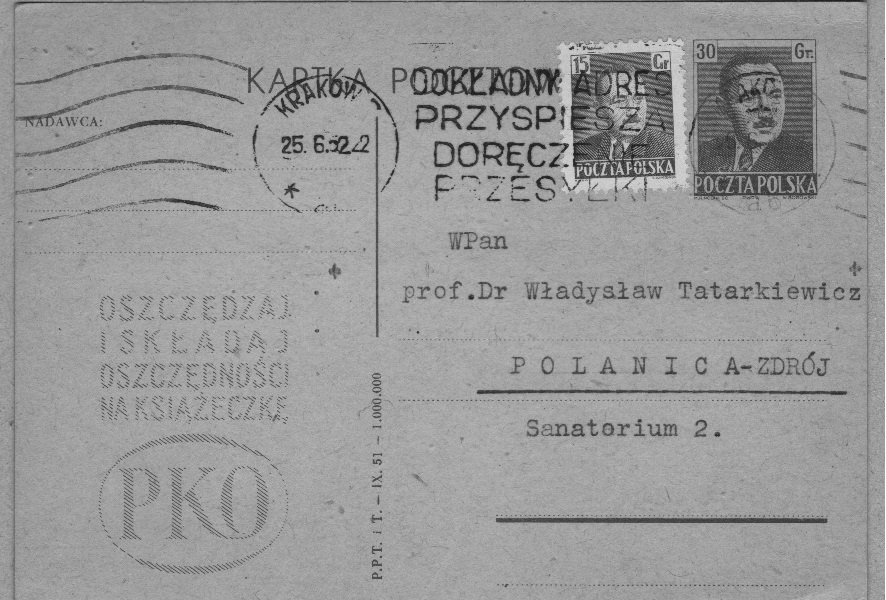 KARTKA POCZTOWA
NADAWCA:
KRAKÓW 2
25.6.52.22
DOKŁADNY ADRES
PRZYSPIESZA
DORĘCZENIE
PRZESYŁKI
15 Gr
POCZTA POLSKA
30 Gr.
POCZTA POLSKA
WPan
prof.Dr Władysław Tatarkiewicz
P O L A N I C A-ZDRÓJ
Sanatorium 2.
OSZCZĘDZAJ
I SKŁADAJ
OSZCZĘDNOŚCI
NA KSIĄŻECZKĘ
PKO
P.P.T. i T. – IX. 51 – 1.000.000